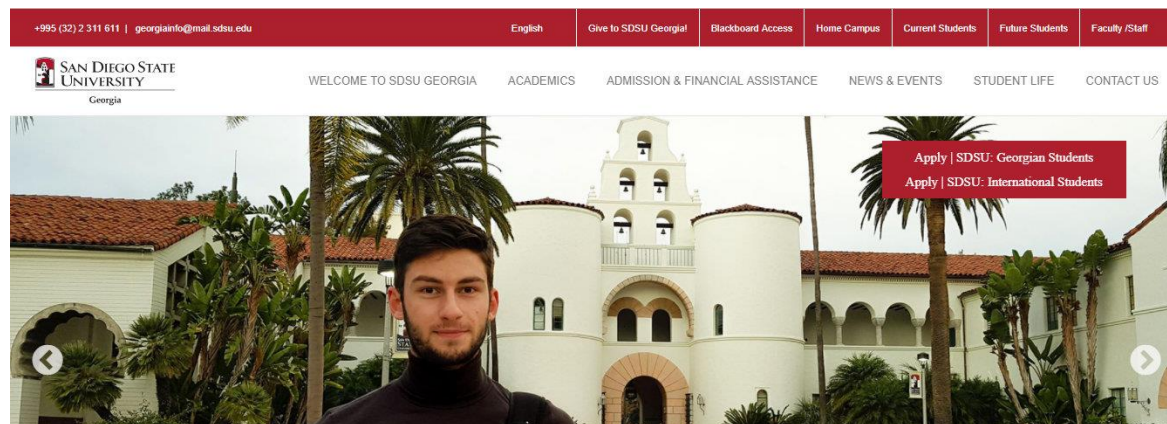 +995 (32) 2 311 611 | georgiainfo@mail.sdsu.edu English Give to SDSU Georgia! Blackboard Access Home Campus Current Students Future Students Faculty /Staff
SAN DIEGO STATE
UNIVERSITY
Georgia
WELCOME TO SDSU GEORGIA ACADEMICS ADMISSION & FINANCIAL ASSISTANCE NEWS & EVENTS STUDENT LIFE CONTACT US
Apply | SDSU: Georgian Students
Apply | SDSU: International Students